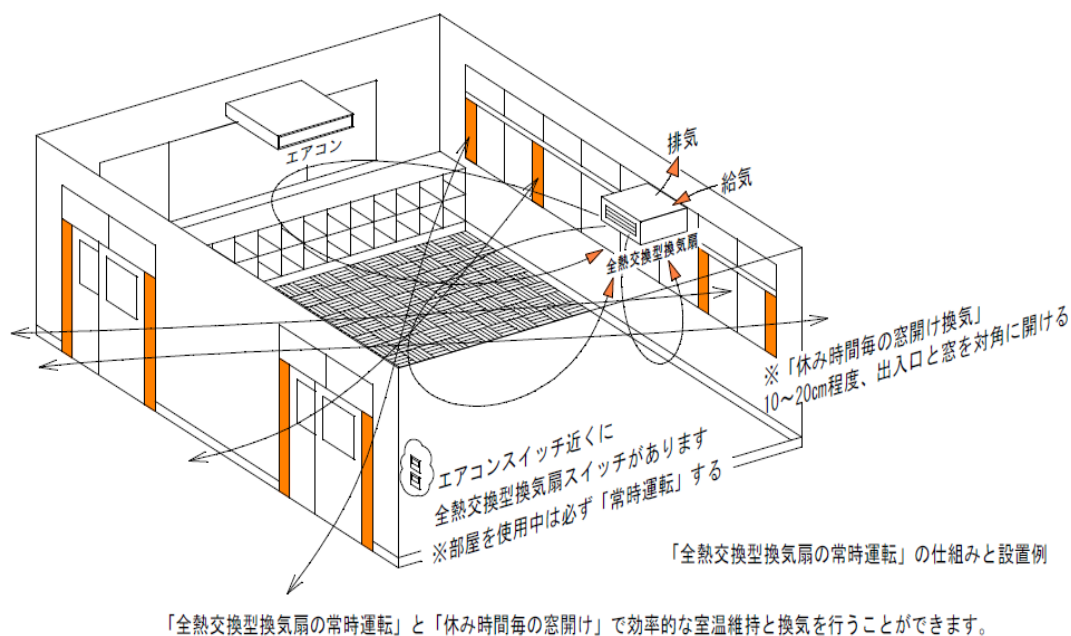 エアコン
排気
給気
全熱交換型換気扇
※「休み時間毎の窓開け換気」
10～20cm程度、出入口と窓を対角に開ける
エアコンスイッチ近くに
全熱交換型換気扇スイッチがあります
※部屋を使用中は必ず「常時運転」する
「全熱交換型換気扇の常時運転」の仕組みと設置例
「全熱交換型換気扇の常時運転」と「休み時間毎の窓開け」で効率的な室温維持と換気を行うことができます。